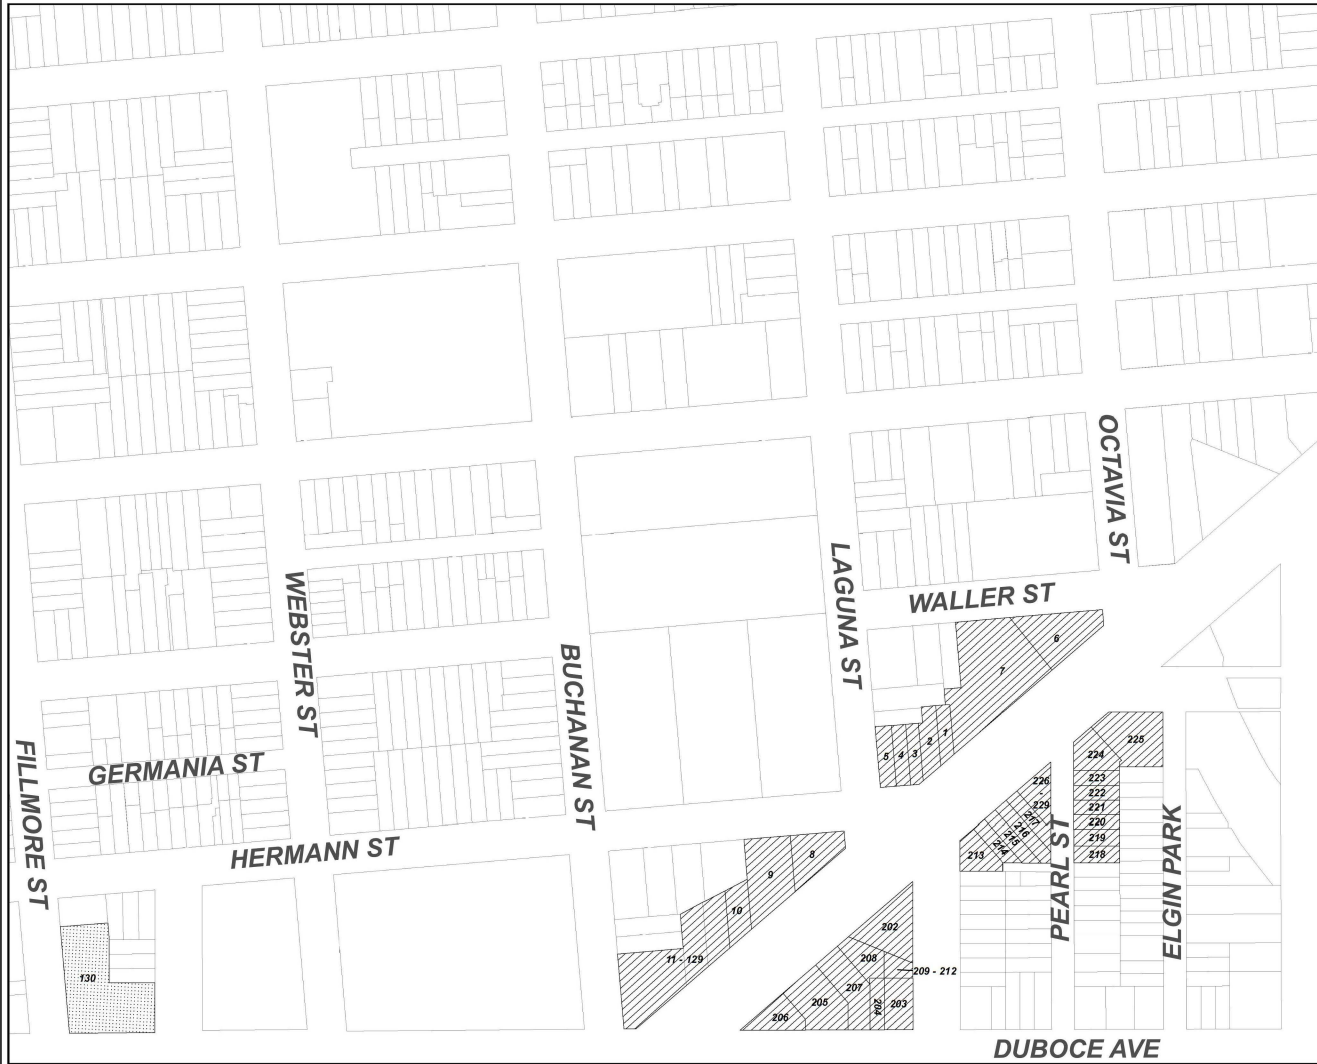 OCTAVIA ST
LAGUNA ST
WALLER ST
WEBSTER ST
BUCHANAN ST
FILLMORE ST
GERMANIA ST
HERMANN ST
PEARL ST
ELGIN PARK
DUBOCE AVE
6
7
1
2
3
4
5
225
224
223
222
221
220
219
218
226
-
229
217
216
215
214
213
8
9
10
11 - 129
130
202
208
209 - 212
207
205
206
204
203